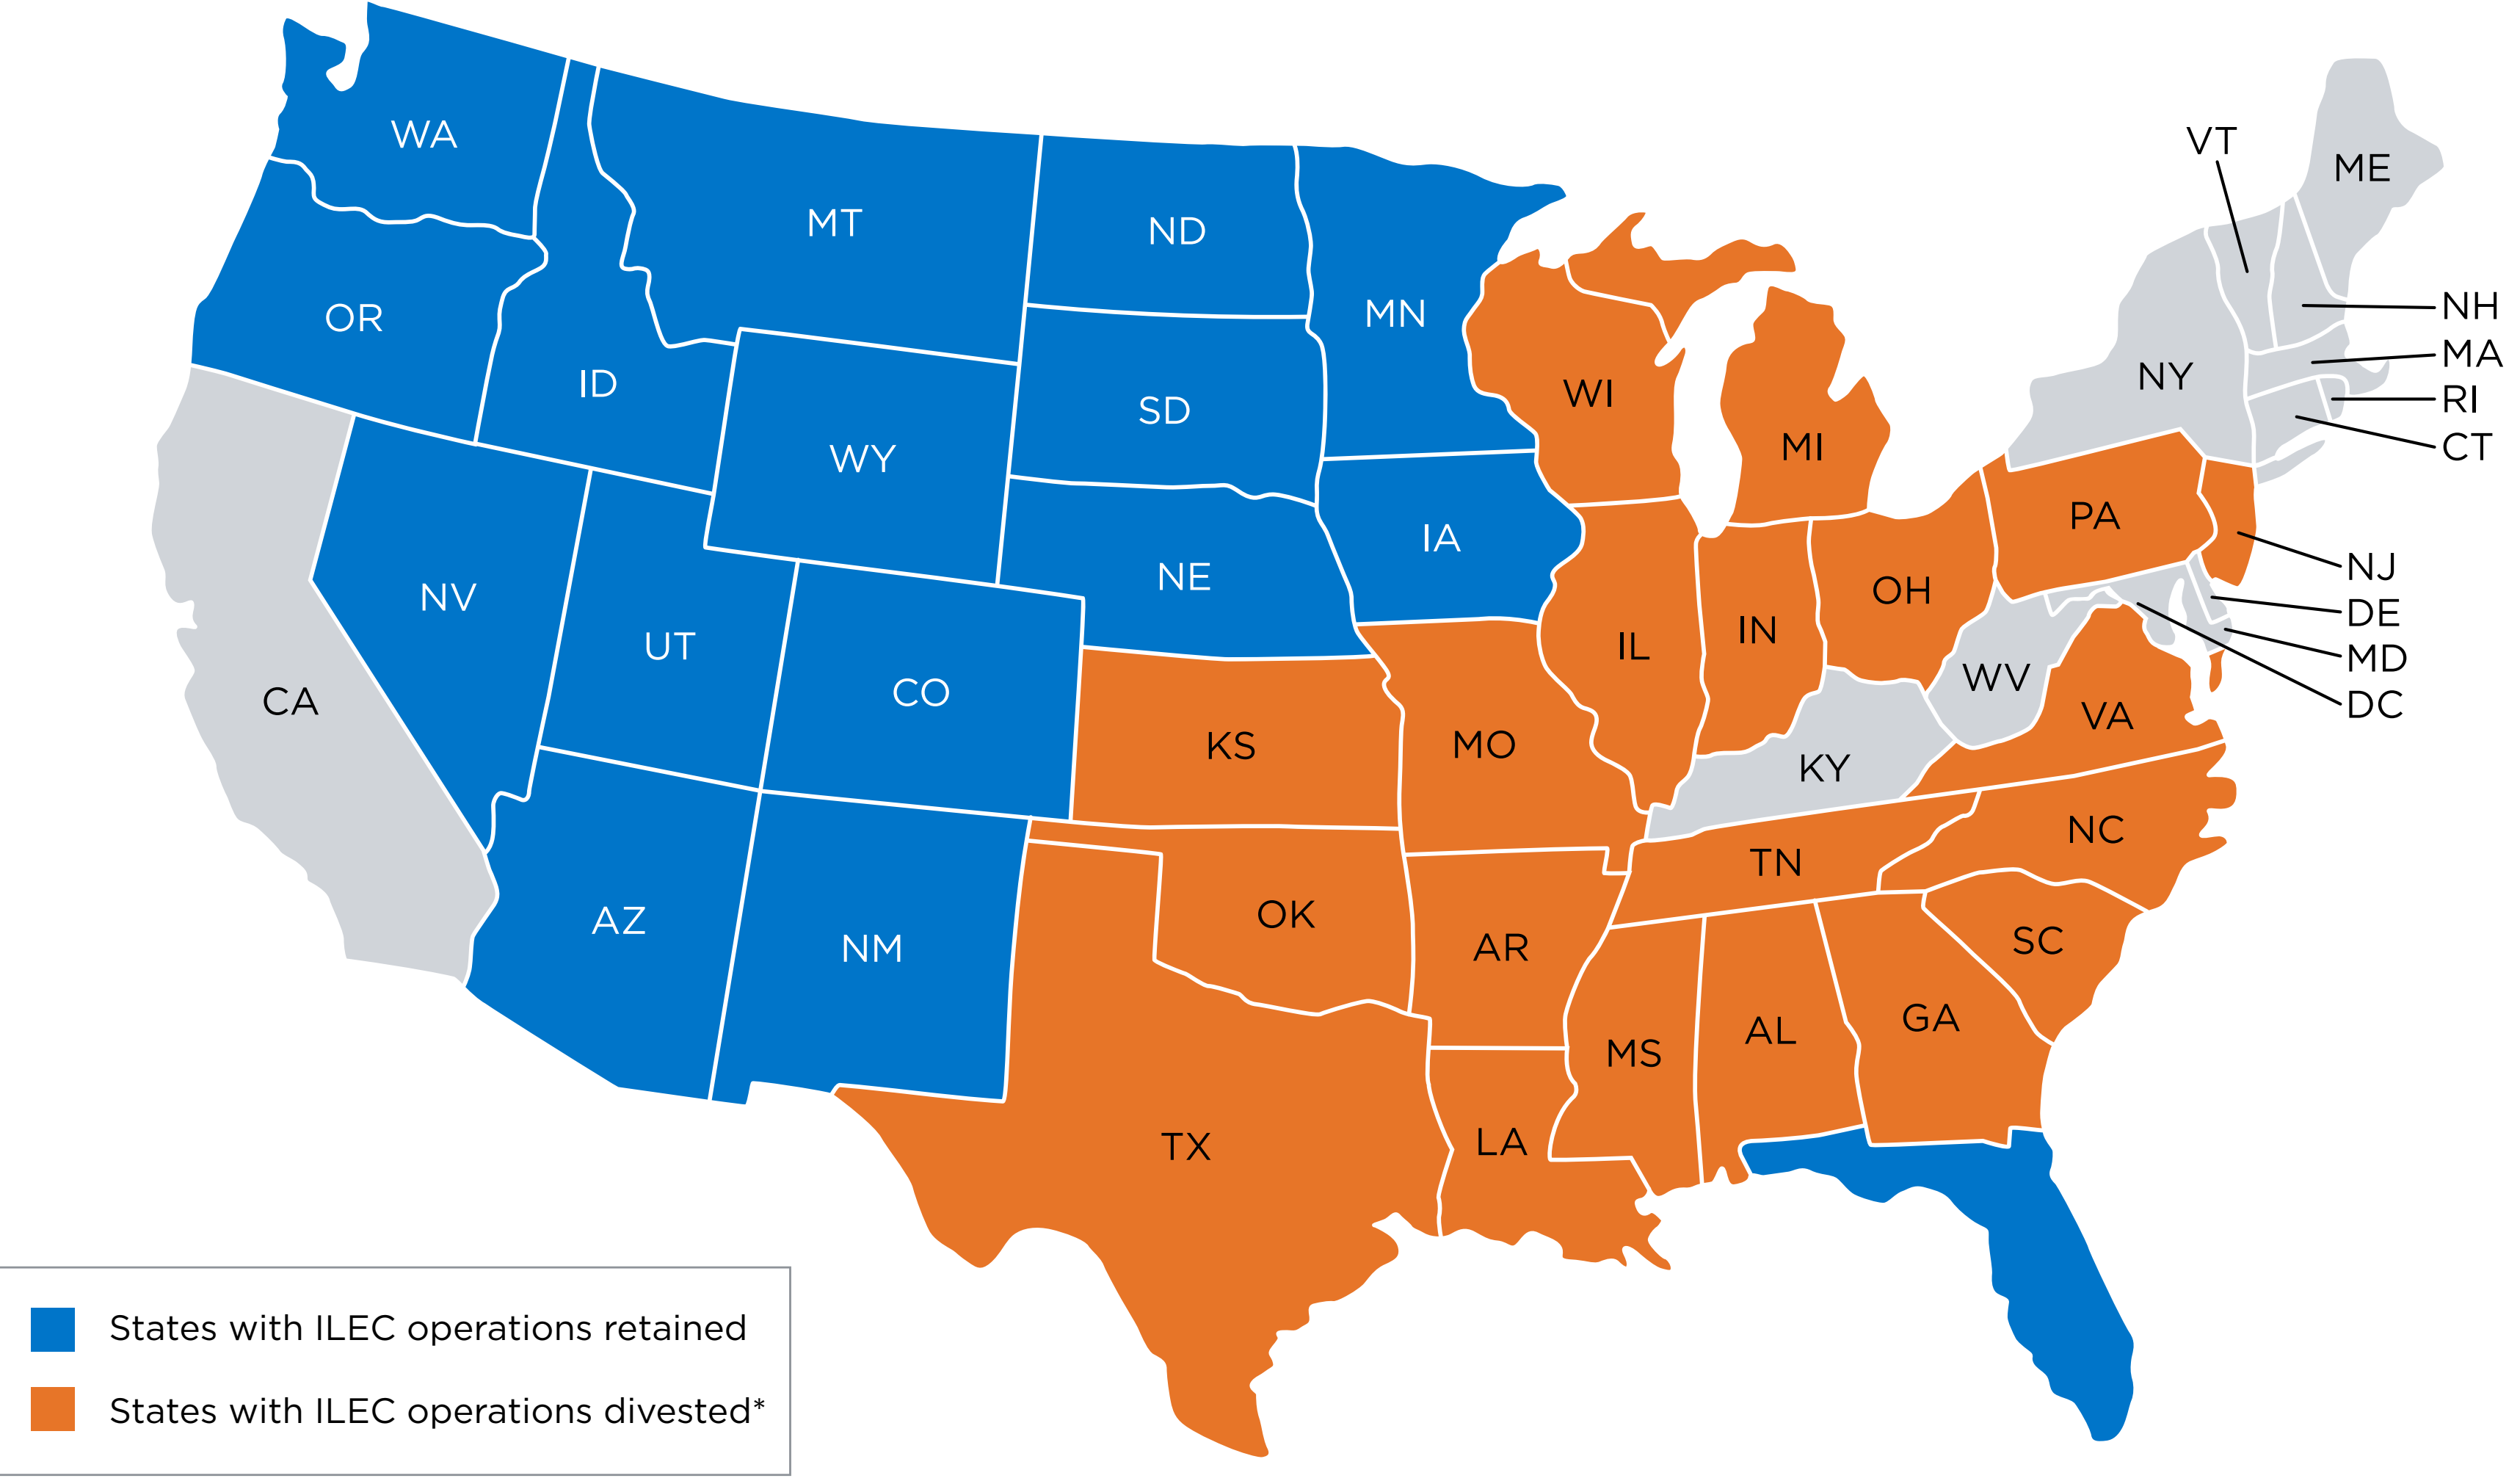 WA
VT
ME
MT
ND
OR
MN
NH
MA
ID
NY
WI
RI
SD
MI
CT
WY
PA
IA
NJ
NE
OH
NV
DE
IN
UT
IL
MD
WV
CO
CA
DC
VA
KS
MO
KY
NC
TN
OK
AZ
SC
NM
AR
GA
AL
MS
LA
TX
States with ILEC operations retained
States with ILEC operations divested*